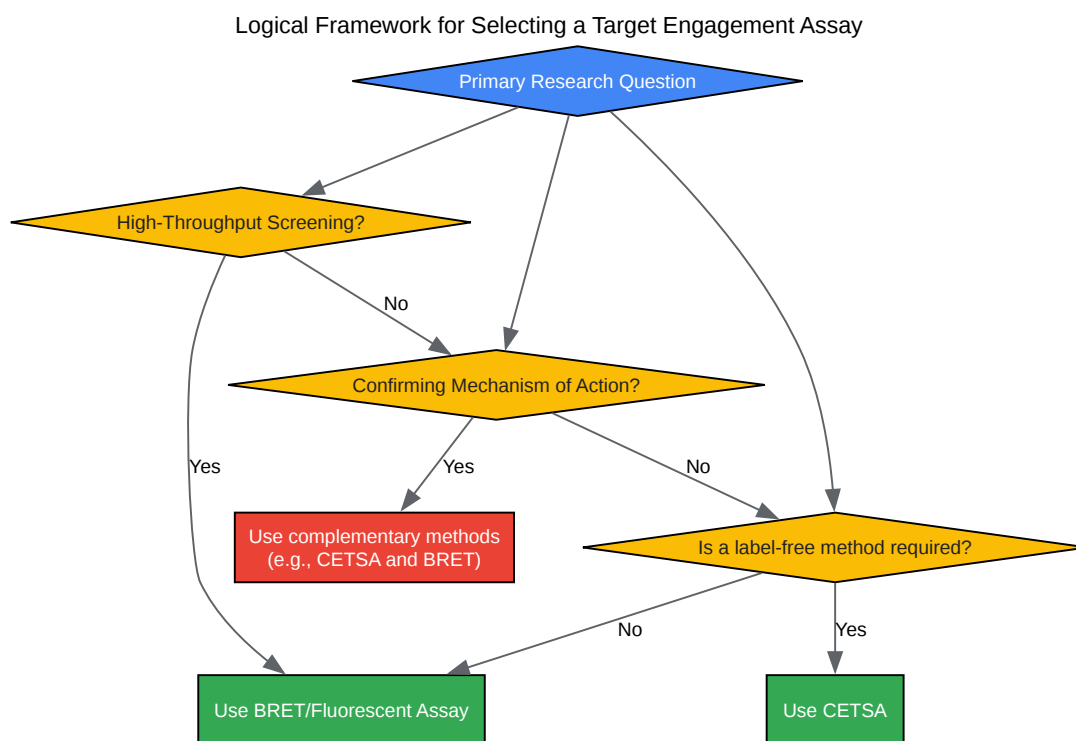 Logical Framework for Selecting a Target Engagement Assay
Primary Research Question
High-Throughput Screening?
No
Confirming Mechanism of Action?
Yes
Yes
No
Use complementary methods
(e.g., CETSA and BRET)
Is a label-free method required?
No
Yes
Use BRET/Fluorescent Assay
Use CETSA